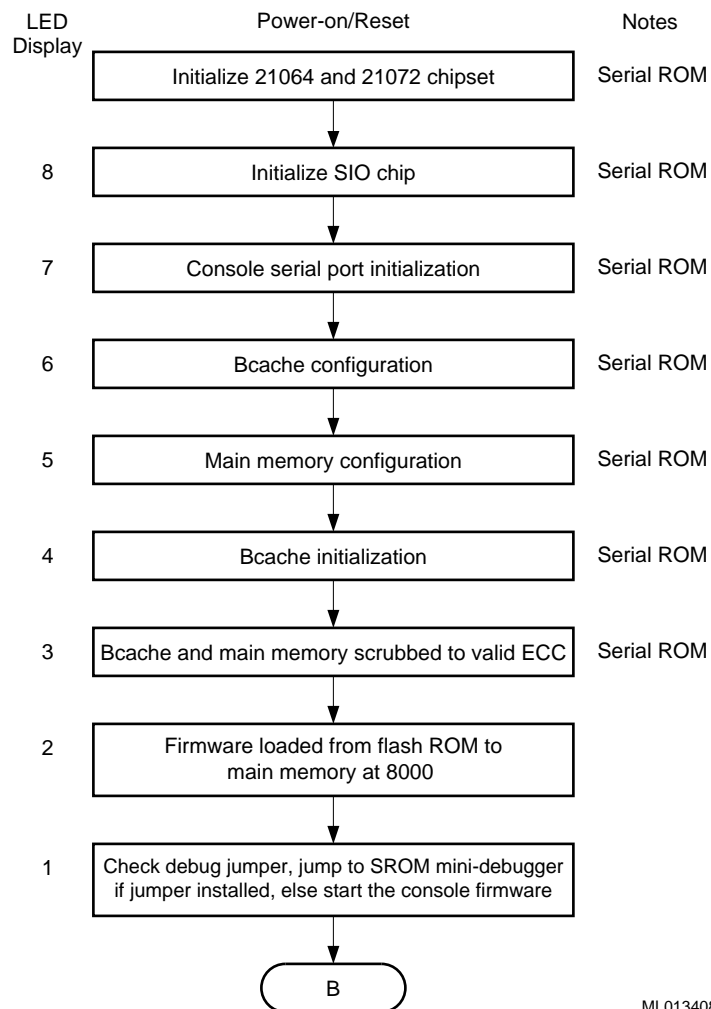 LED Display Power-on/Reset Notes
Initialize 21064 and 21072 chipset Serial ROM
8 Initialize SIO chip Serial ROM
7 Console serial port initialization Serial ROM
6 Bcache configuration Serial ROM
5 Main memory configuration Serial ROM
4 Bcache initialization Serial ROM
3 Bcache and main memory scrubbed to valid ECC Serial ROM
2 Firmware loaded from flash ROM to
main memory at 8000
1 Check debug jumper, jump to SROM mini-debugger
if jumper installed, else start the console firmware
B